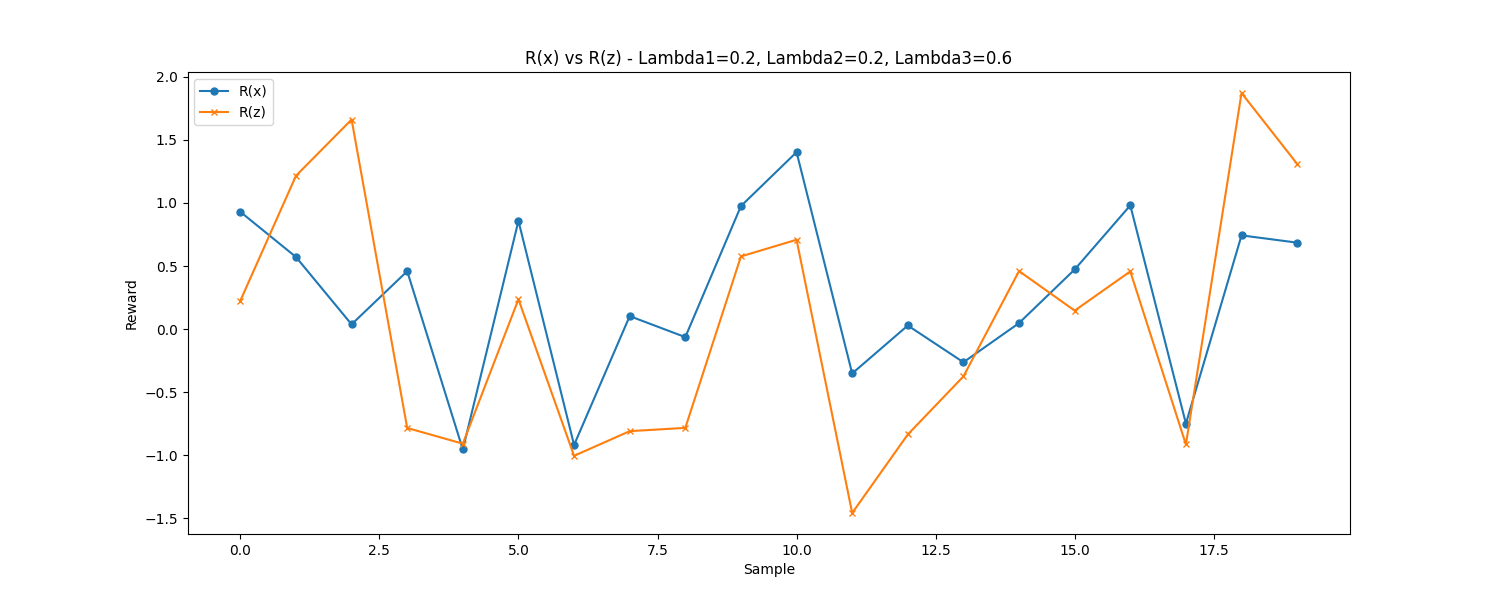 R(x) vs R(z) - Lambda1=0.2, Lambda2=0.2, Lambda3=0.6
R(x)
R(z)
Reward
2.0
1.5
1.0
0.5
0.0
−0.5
−1.0
−1.5
0.0 2.5 5.0 7.5 10.0 12.5 15.0 17.5
Sample